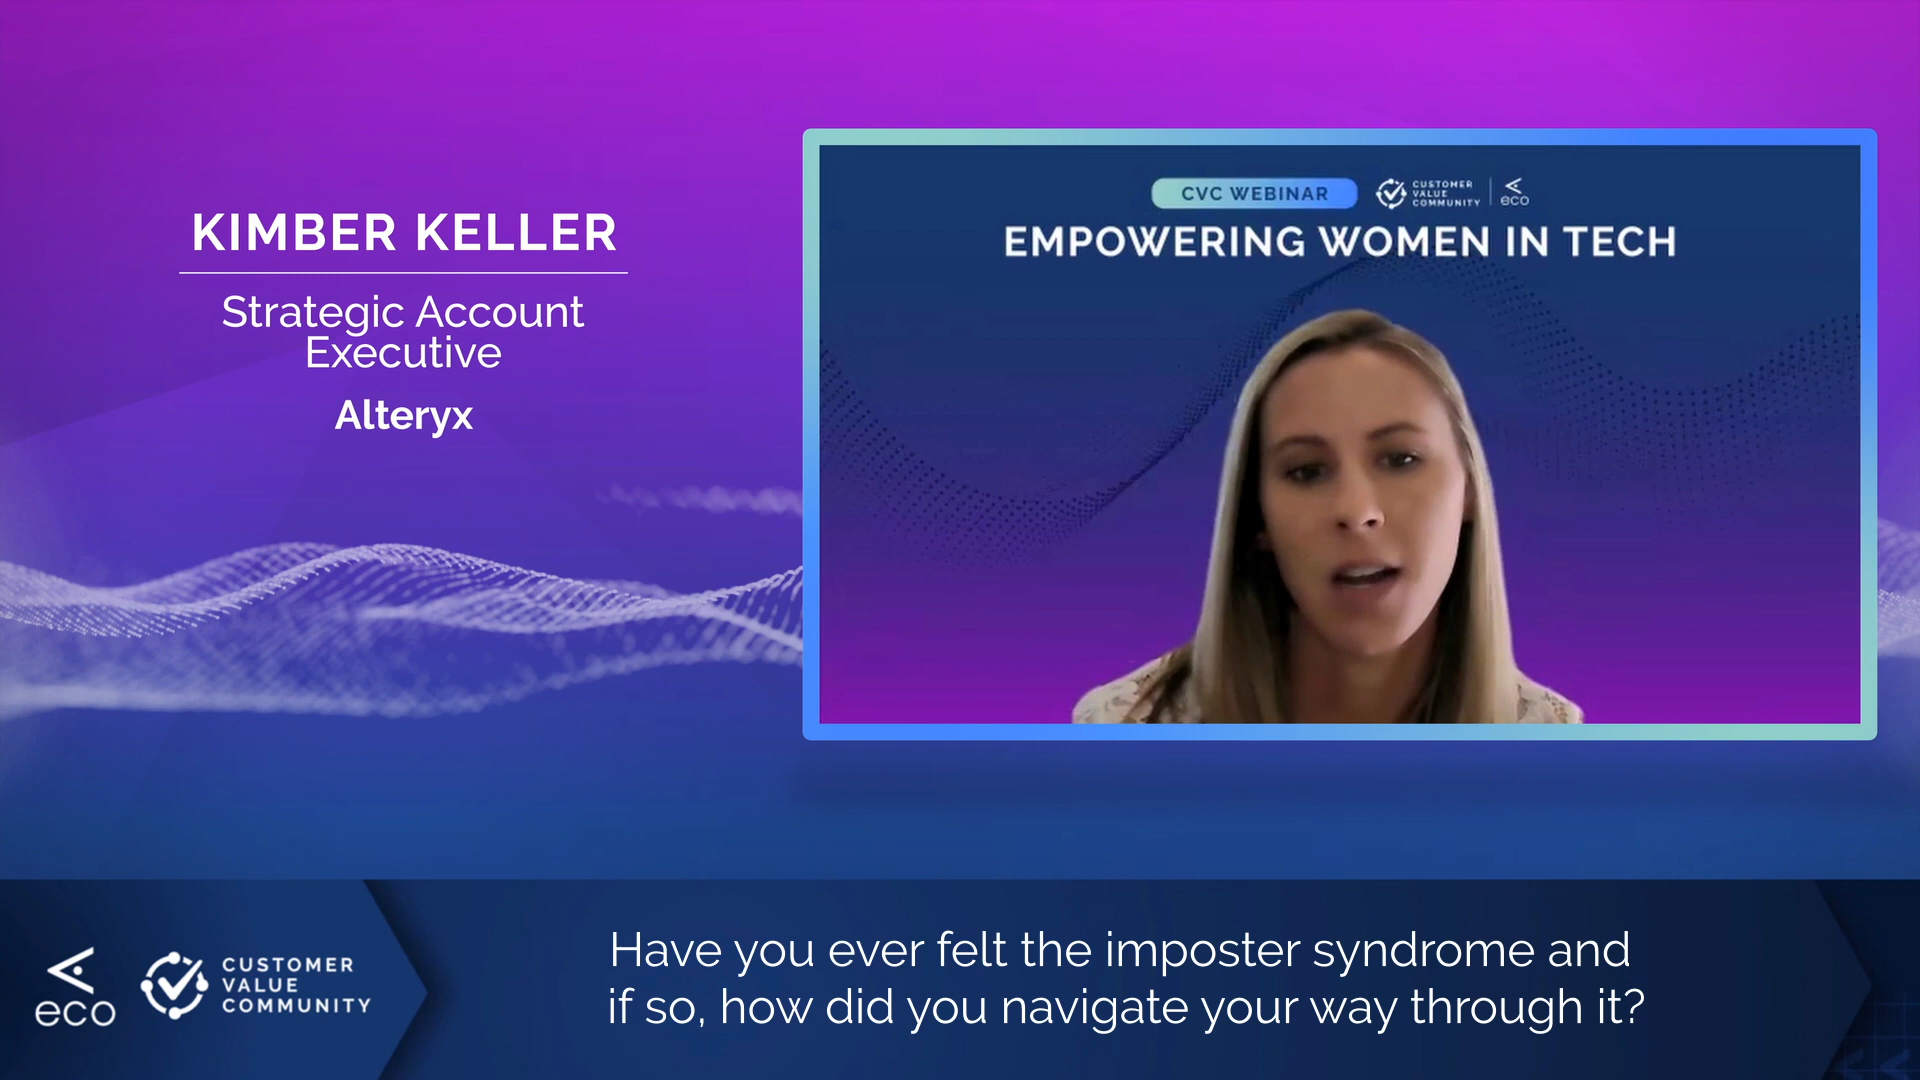 KIMBER KELLER
Strategic Account
Executive
Alteryx
CVC WEBINAR
CUSTOMER
VALUE
COMMUNITY
eco
EMPOWERING WOMEN IN TECH
eco
CUSTOMER
VALUE
COMMUNITY
Have you ever felt the imposter syndrome and
if so, how did you navigate your way through it?